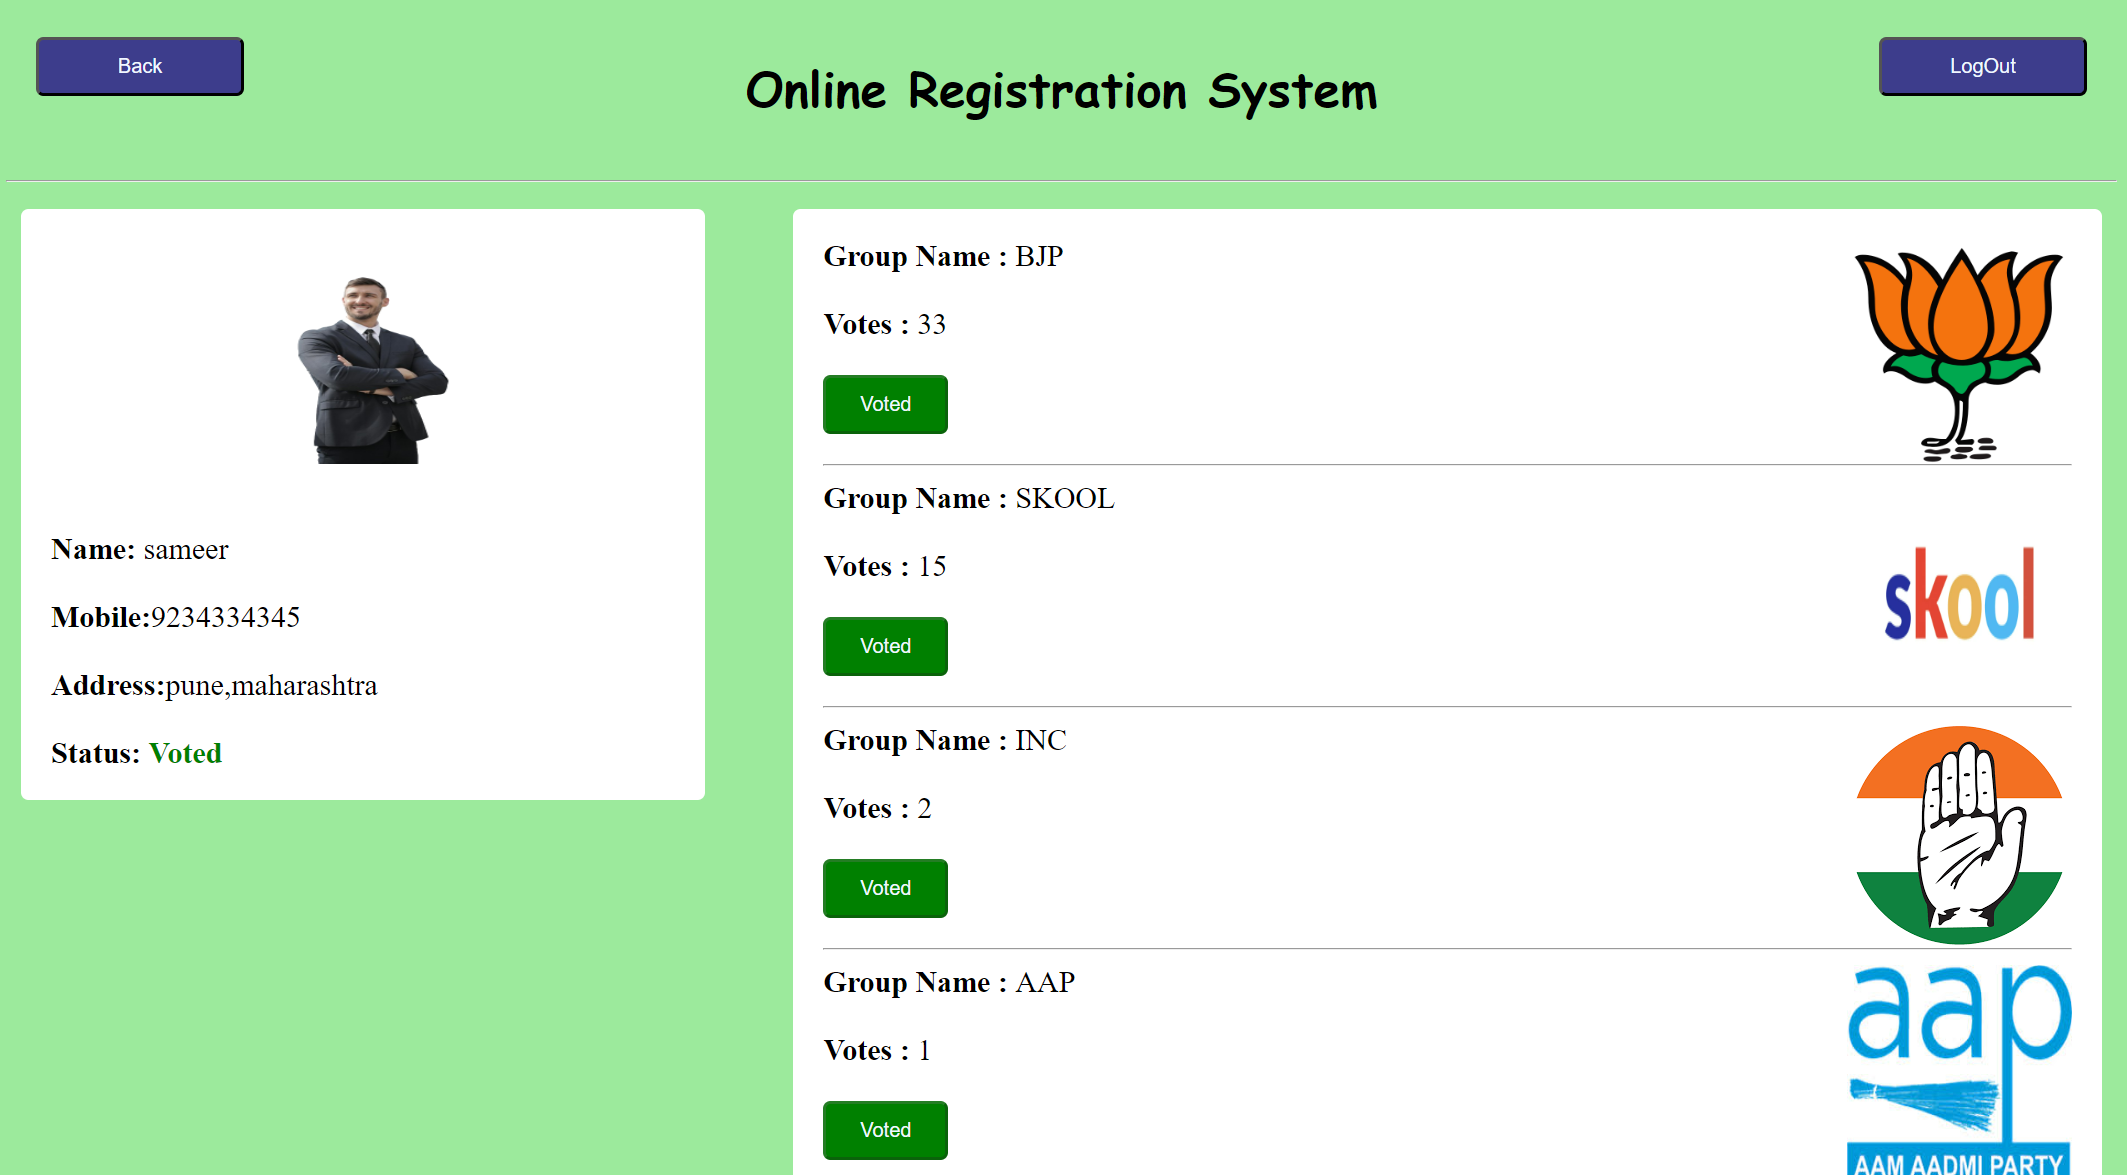 Back
Online Registration System
LogOut
Name: sameer
Mobile:9234334345
Address:pune,maharashtra
Status: Voted
Group Name : BJP
Votes : 33
Voted
Group Name : SKOOL
Votes : 15
Voted
skool
Group Name : INC
Votes : 2
Voted
Group Name : AAP
Votes : 1
Voted
aap
AAM AADMI PARTY